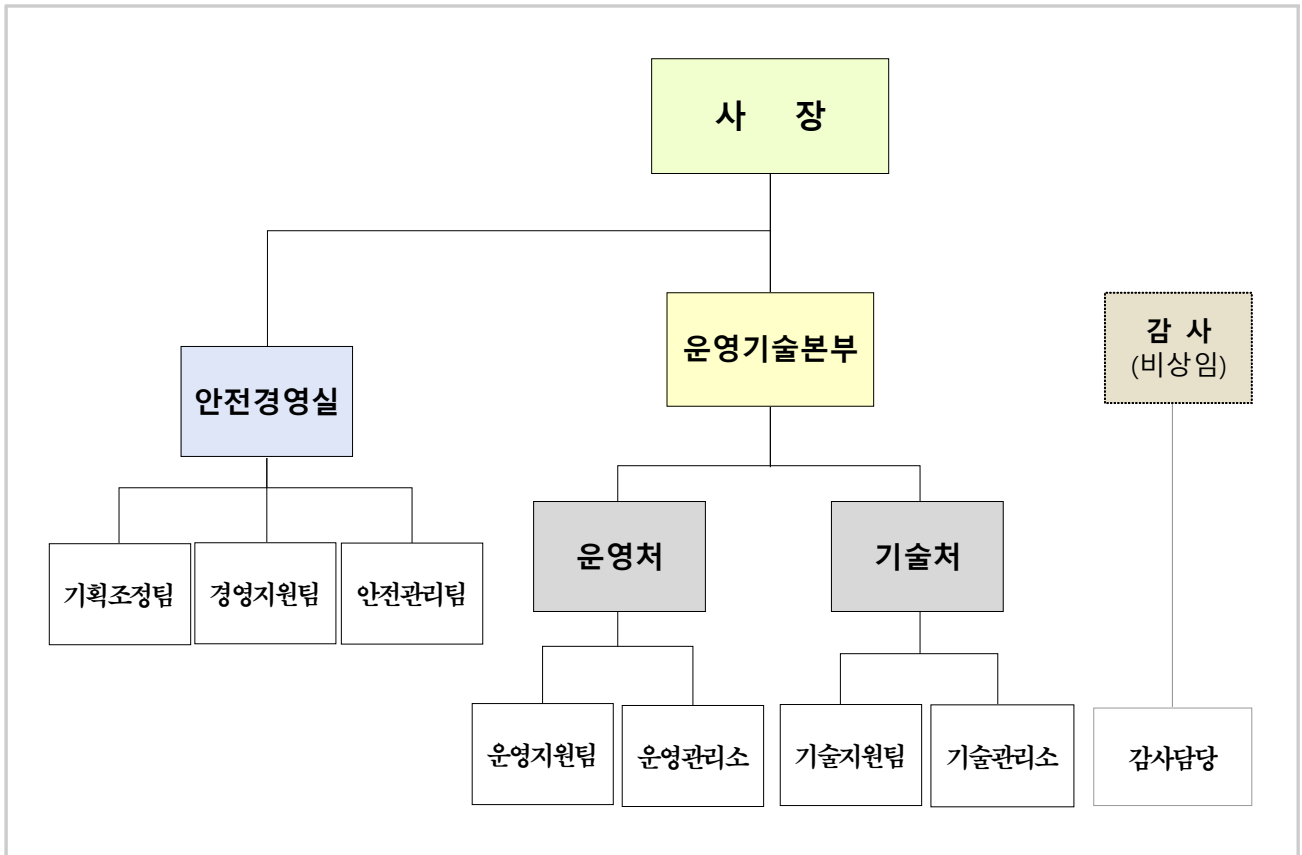 사 장
운영기술본부
감 사
(비상임)
안전경영실
운영처
기술처
기획조정팀
경영지원팀
안전관리팀
운영지원팀
운영관리소
기술지원팀
기술관리소
감사담당